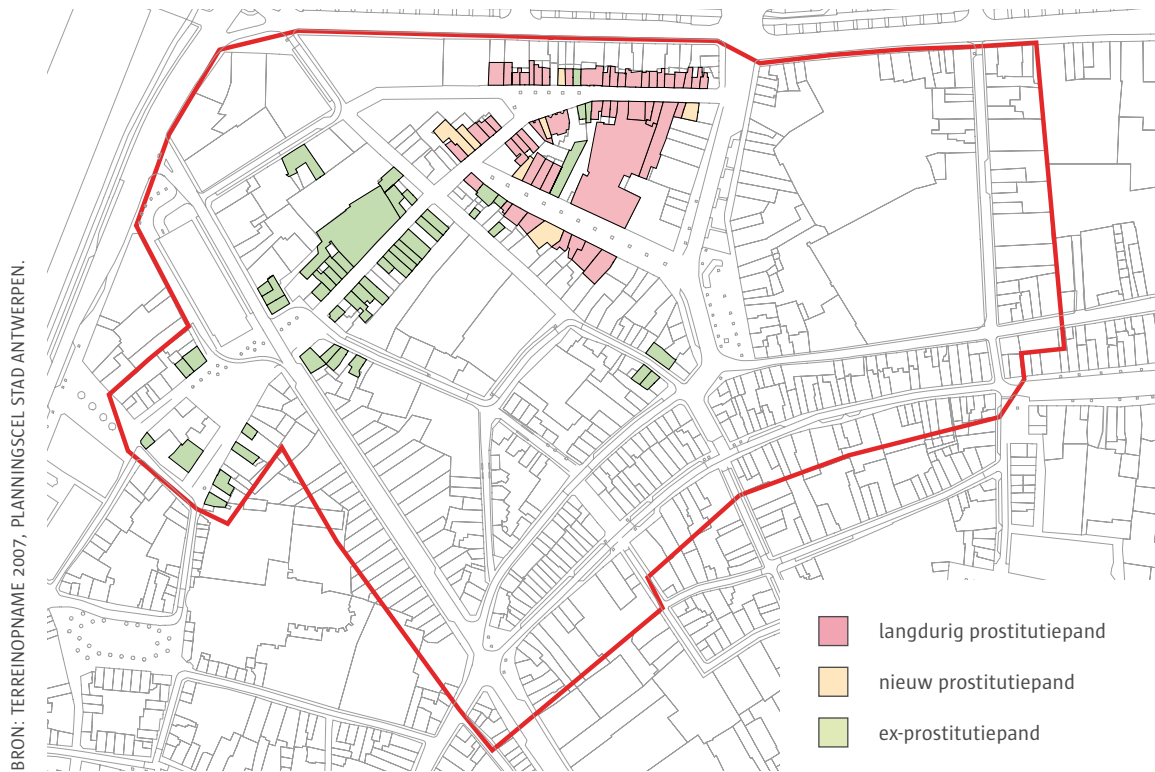 BRON: TERREINOPNAME 2007, PLANNINGSCEL STAD ANTWERPEN.
langdurig prostitutiepand
nieuw prostitutiepand
ex-prostitutiepand